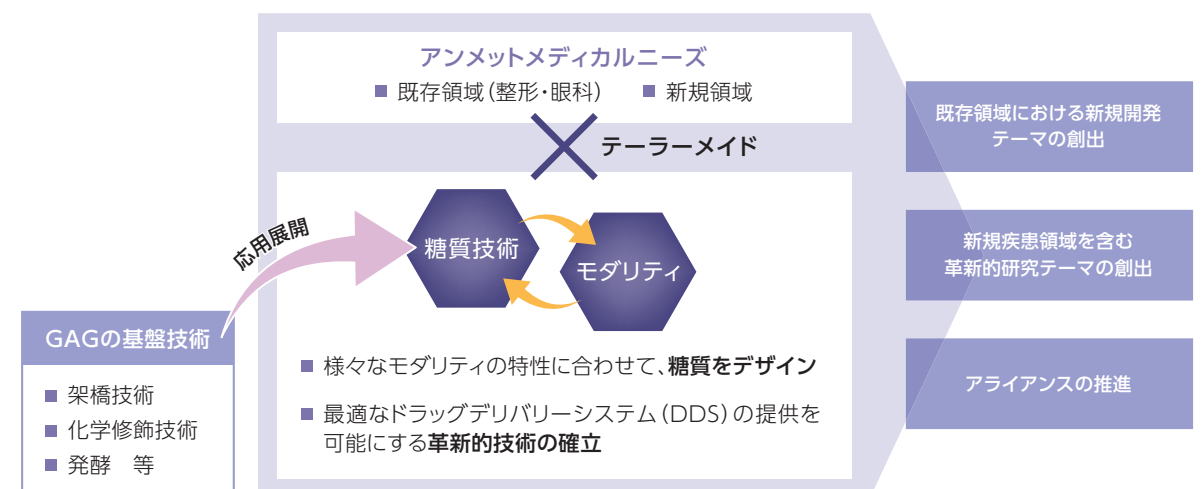 アンメットメディカルニーズ
■ 既存領域(整形・眼科) ■ 新規領域
テーラーメイド
応用展開
糖質技術
モダリティ
GAGの基盤技術
■ 架橋技術
■ 化学修飾技術
■ 発酵　等
■ 様々なモダリティの特性に合わせて、糖質をデザイン
■ 最適なドラッグデリバリーシステム(DDS)の提供を
可能にする革新的技術の確立
既存領域における新規開発
テーマの創出
新規疾患領域を含む
革新的研究テーマの創出
アライアンスの推進